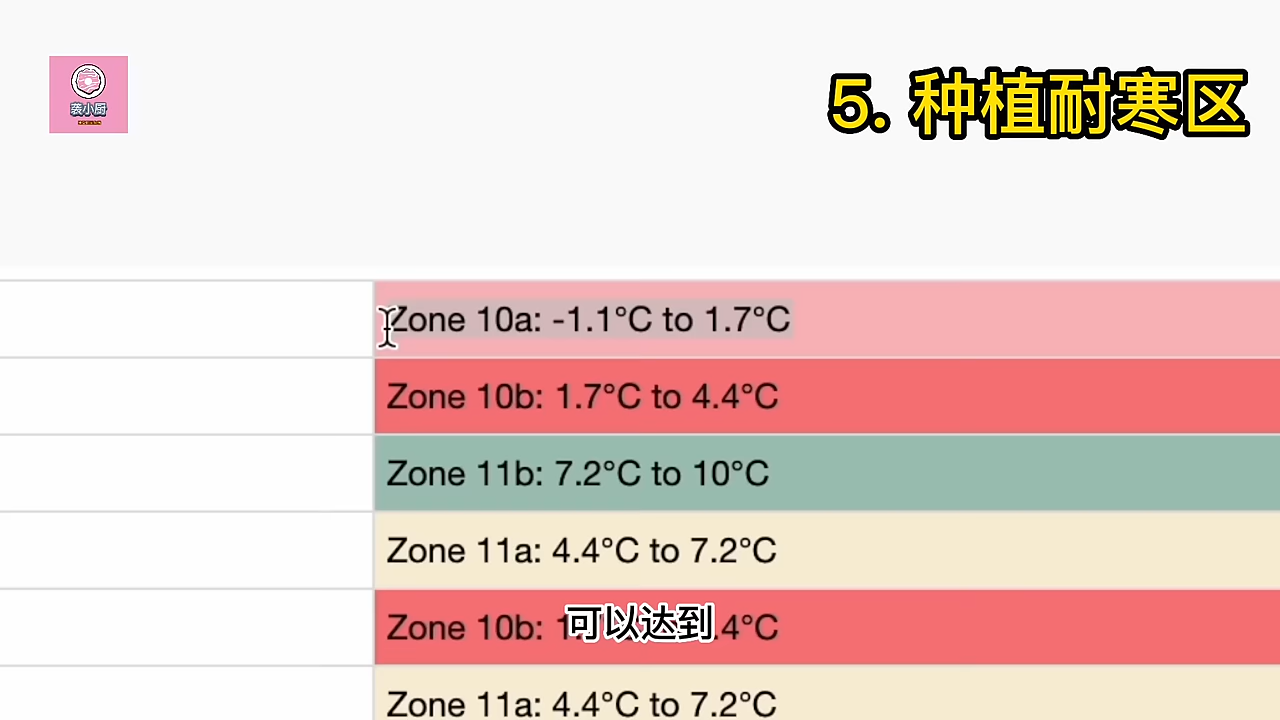 5. 种植耐寒区
袭小厨
Zone 10a: -1.1°C to 1.7°C
Zone 10b: 1.7°C to 4.4°C
Zone 11b: 7.2°C to 10°C
Zone 11a: 4.4°C to 7.2°C
Zone 10b: 1.    .4°C
可以达到
Zone 11a: 4.4°C to 7.2°C